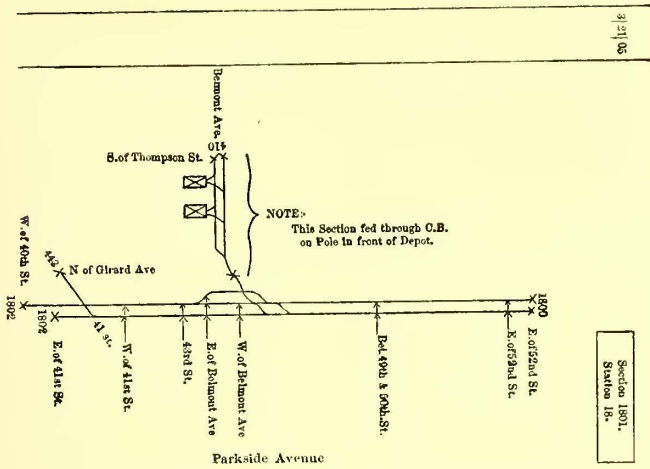 3|21|05
Belmont Ave.
410
S. of Thompson St.
NOTE:-
This Section fed through C.B.
on Pole in front of Depot.
W. of 40th St.
442
N of Girard Ave
1802
1802
41 st.
E. of 41st St.
W. of 41st St.
43rd St.
E. of Belmont Ave
W. of Belmont Ave
Bet. 49th & 50th. St.
E. of 52nd St.
E. of 52nd St.
1800
Section 1801.
Station 18.
Parkside Avenue